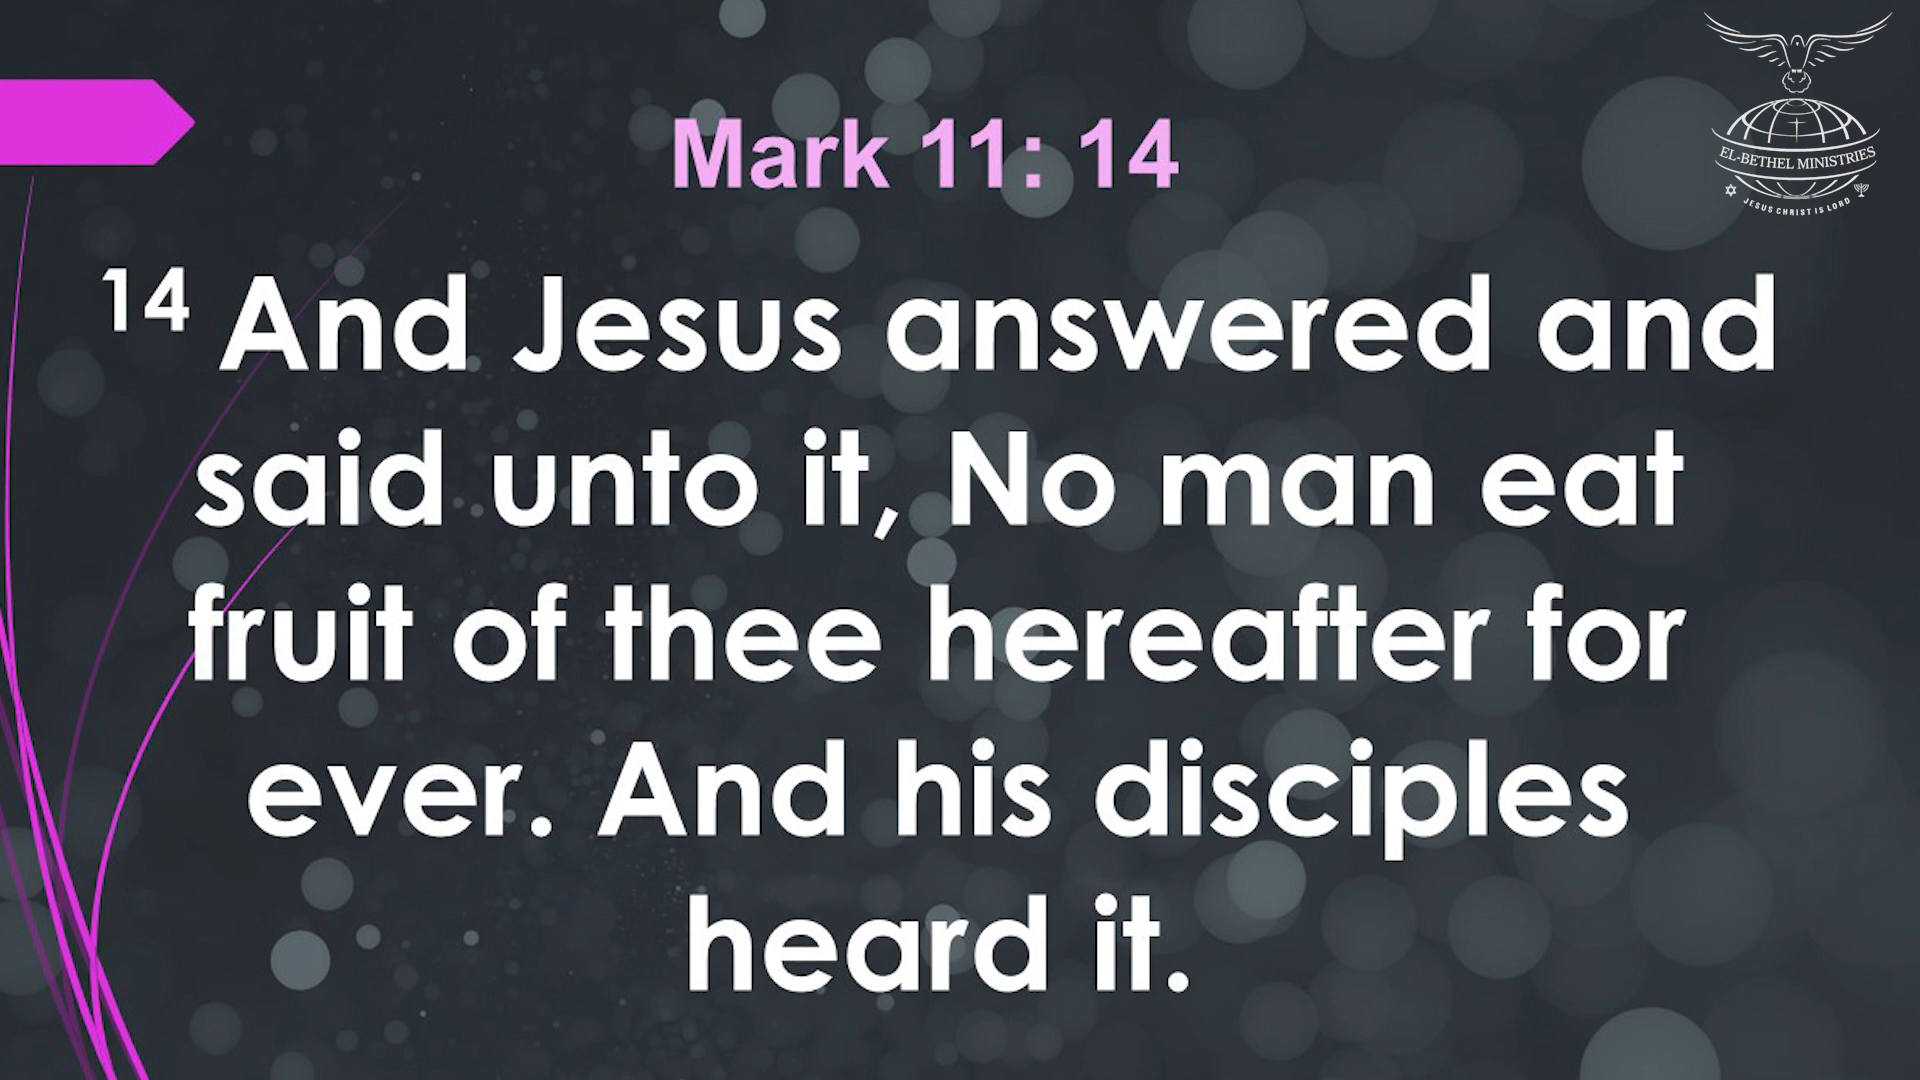 EL-BETHEL MINISTRIES
JESUS CHRIST IS LORD
Mark 11: 14
14 And Jesus answered and
said unto it, No man eat
fruit of thee hereafter for
ever. And his disciples
heard it.